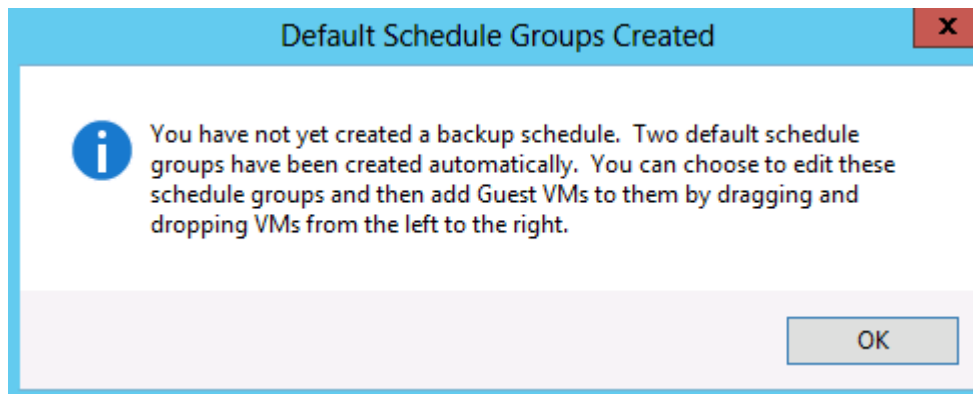 Default Schedule Groups Created
x
You have not yet created a backup schedule.  Two default schedule
groups have been created automatically.  You can choose to edit these
schedule groups and then add Guest VMs to them by dragging and
dropping VMs from the left to the right.
OK